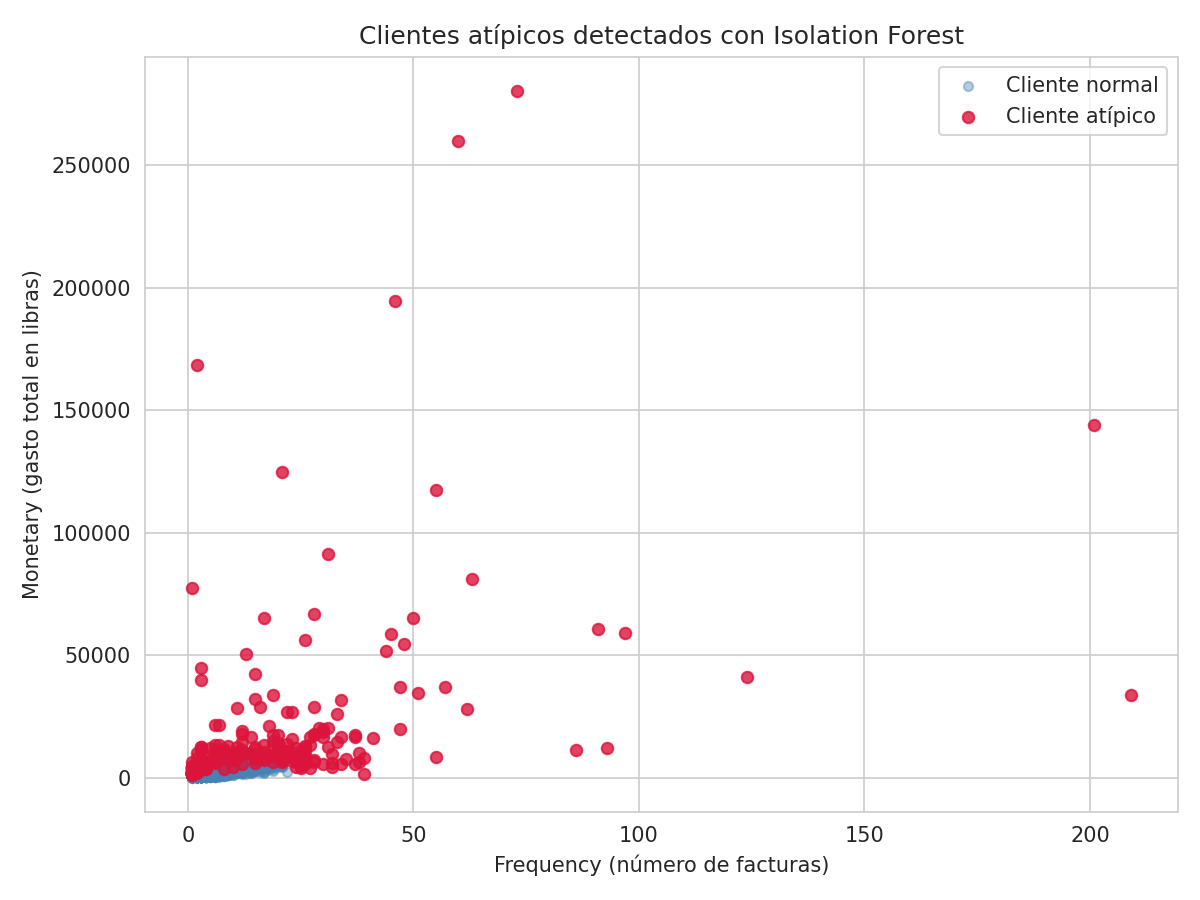 Clientes atípicos detectados con Isolation Forest
Cliente normal
Cliente atípico
Monetary (gasto total en libras)
250000
200000
150000
100000
50000
0
0 50 100 150 200
Frequency (número de facturas)